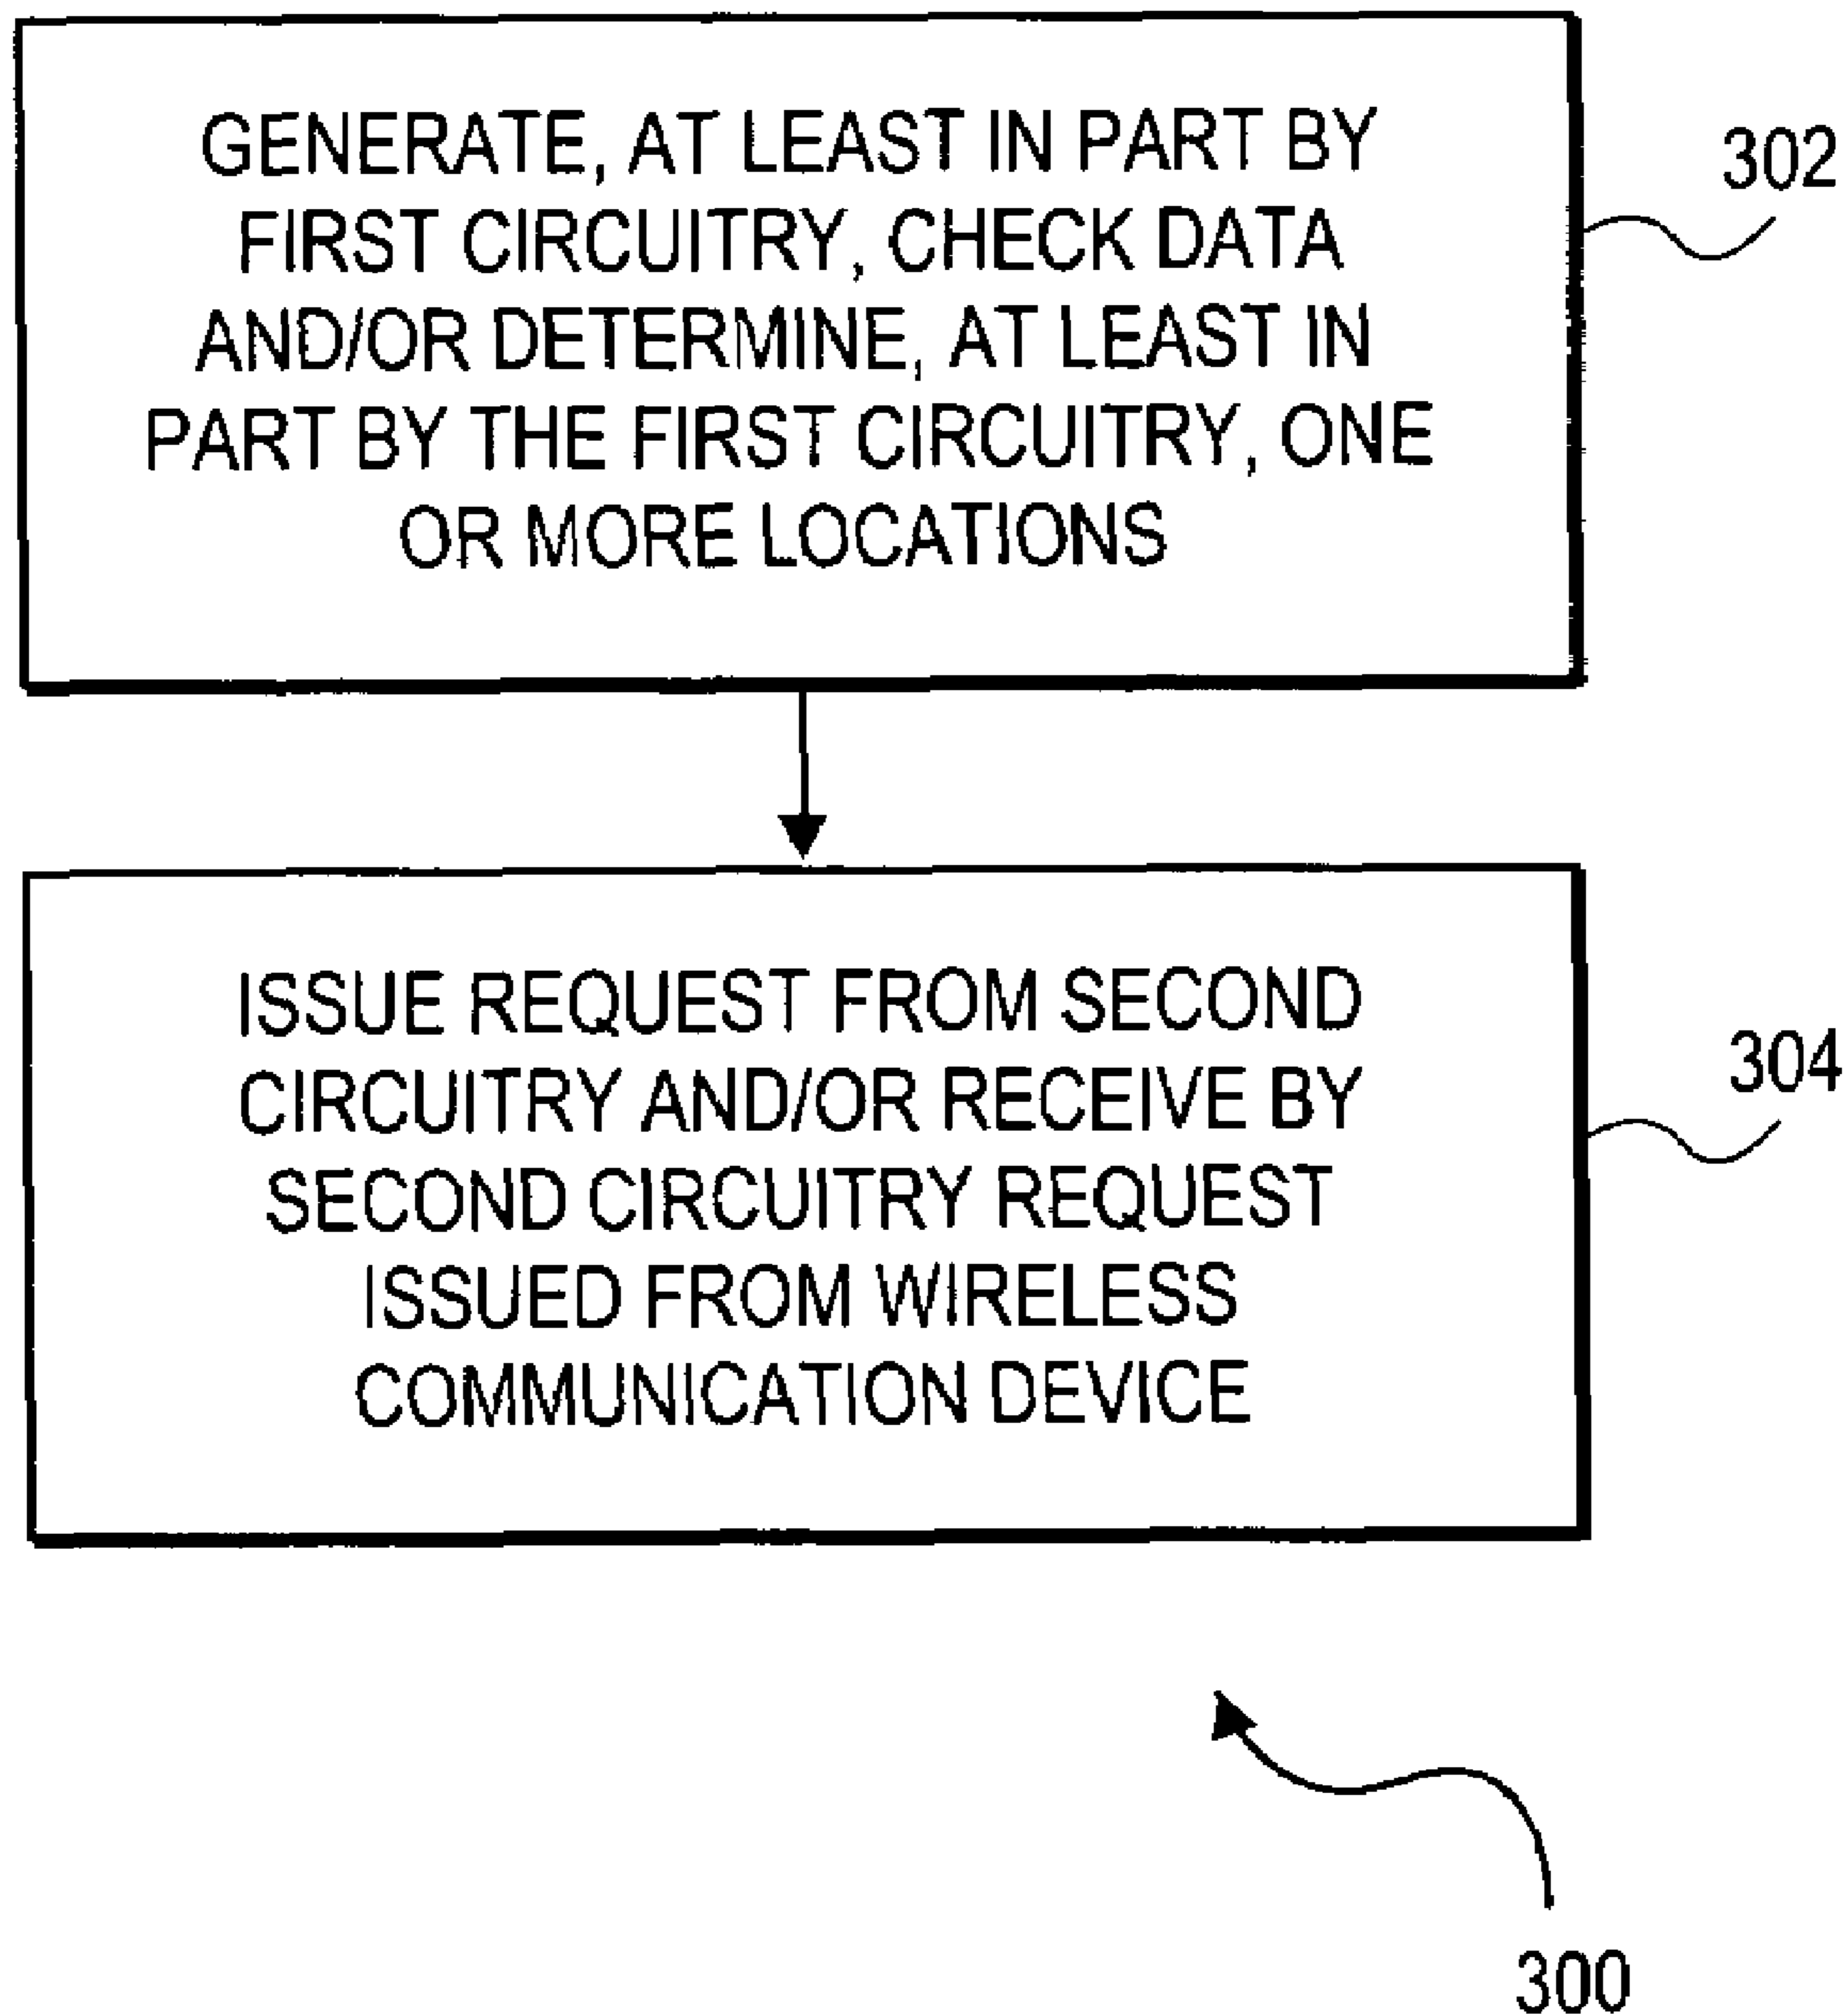 GENERATE, AT LEAST IN PART BY
FIRST CIRCUITRY, CHECK DATA
AND/OR DETERMINE, AT LEAST IN
PART BY THE FIRST CIRCUITRY, ONE
OR MORE LOCATIONS
302
ISSUE REQUEST FROM SECOND
CIRCUITRY AND/OR RECEIVE BY
SECOND CIRCUITRY REQUEST
ISSUED FROM WIRELESS
COMMUNICATION DEVICE
304
300